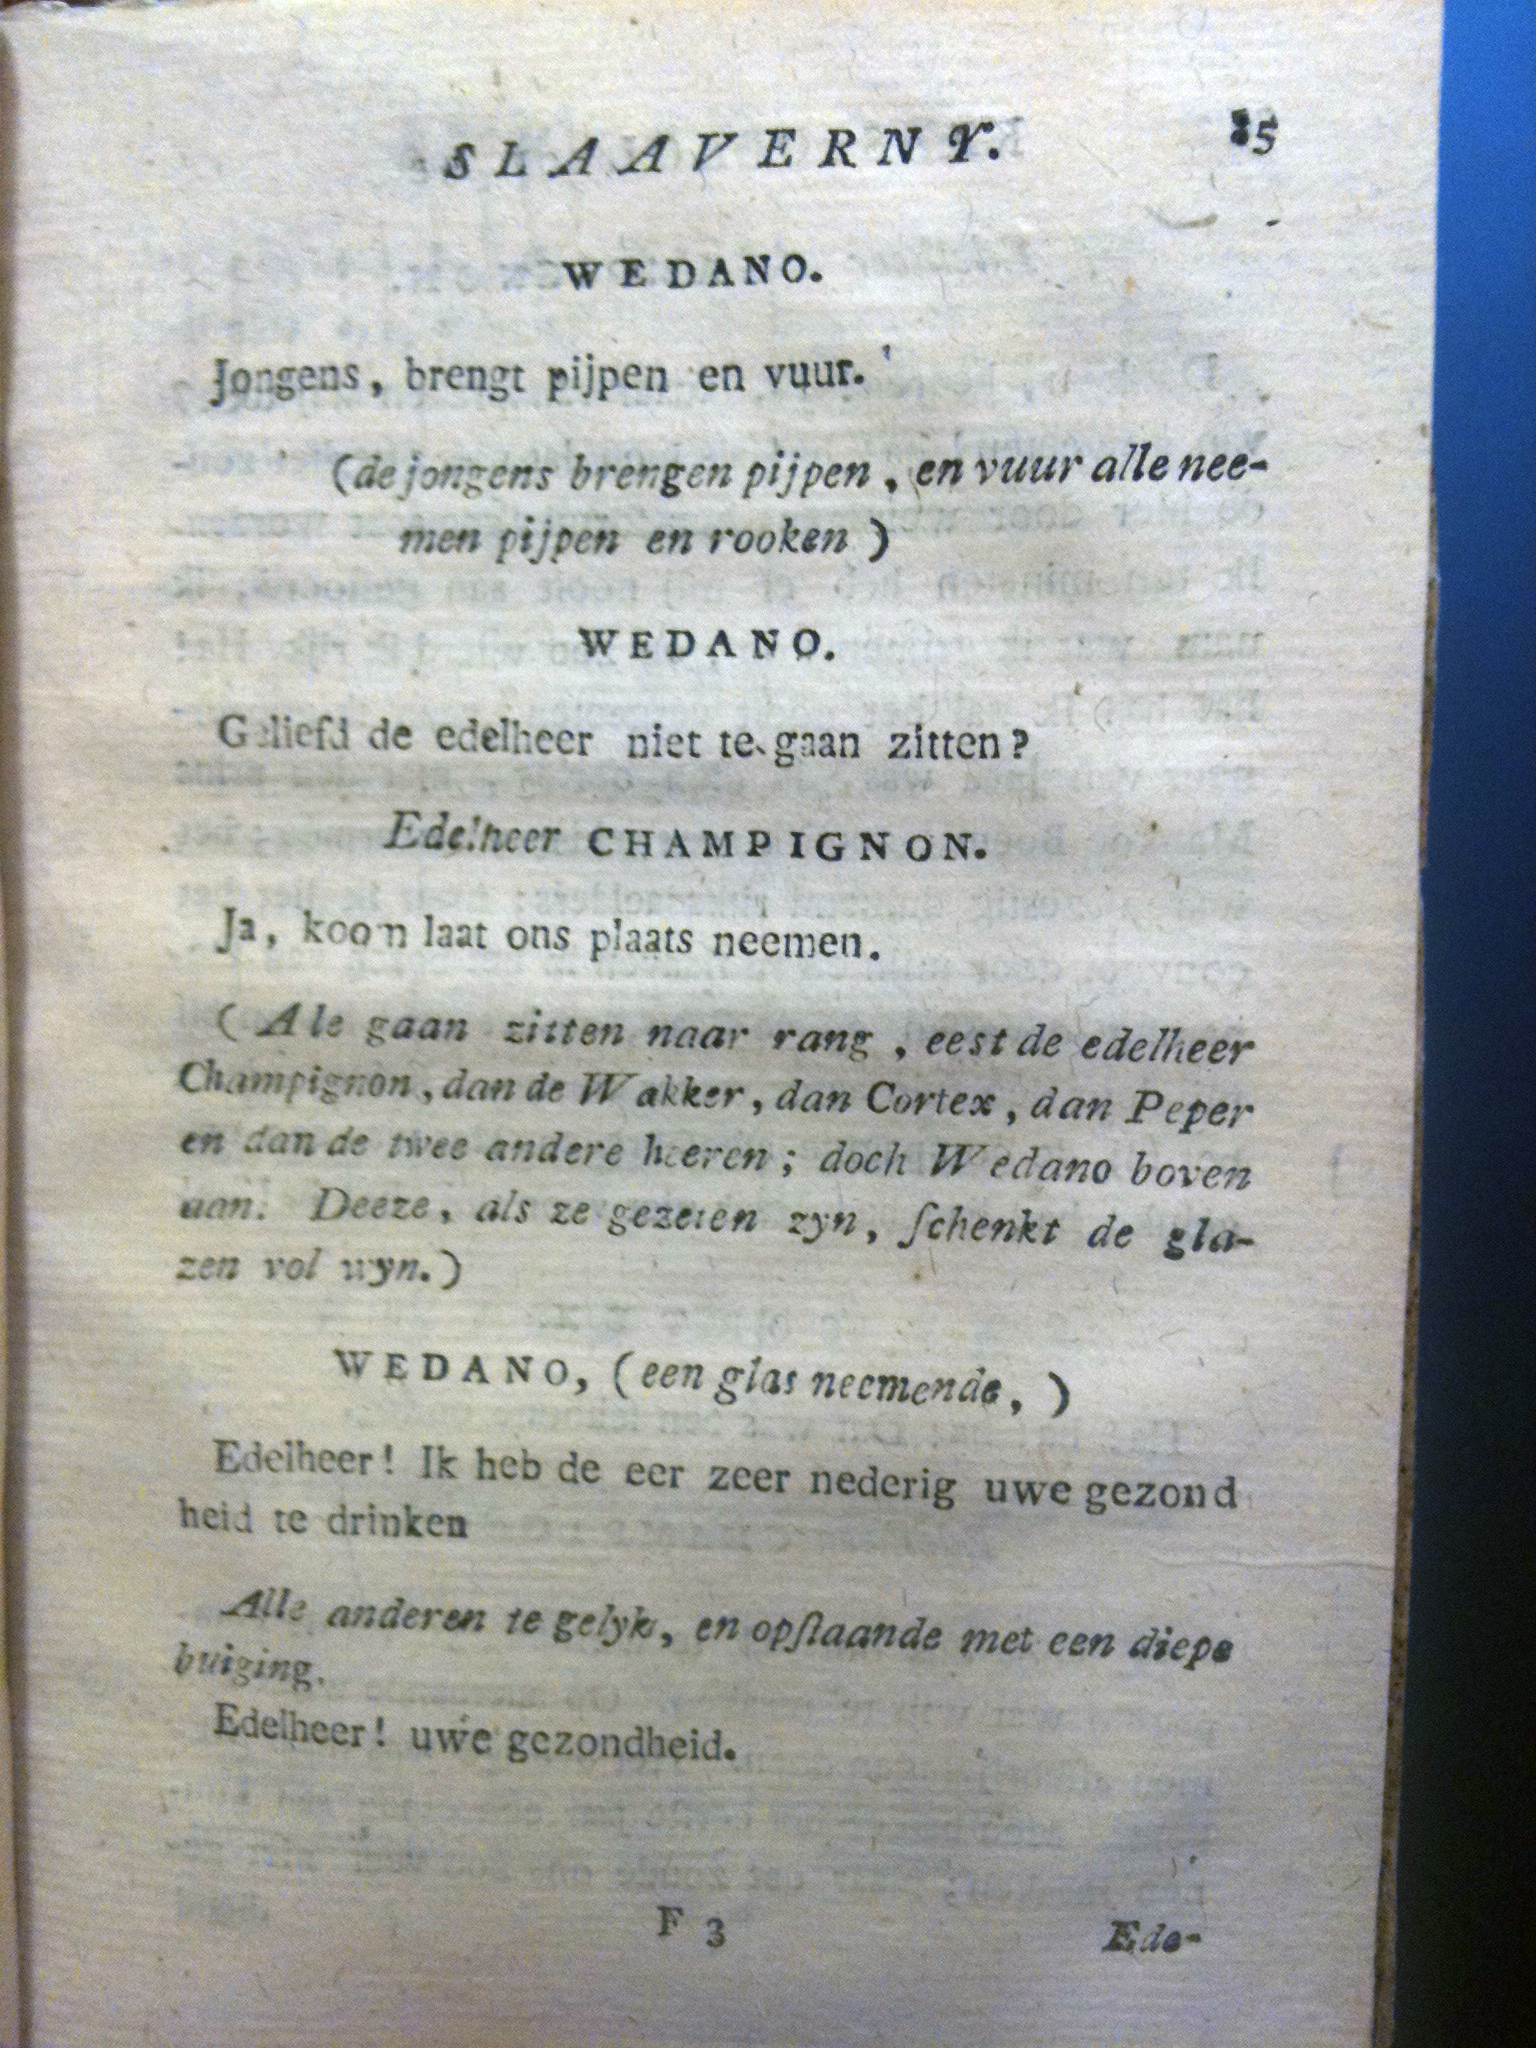 SLAAVERNY. 85
WEDANO.
Jongens, brengt pijpen en vuur.
(de jongens brengen pijpen, en vuur alle nee-
men pijpen en rooken)
WEDANO.
Geliefd de edelheer niet te gaan zitten?
Edelheer CHAMPIGNON.
Ja, koom laat ons plaats neemen.
(Alle gaan zitten naar rang, eest de edelheer
Champignon, dan de Wakker, dan Cortex, dan Peper
en dan de twee andere heeren; doch Wedano boven
aan. Deeze, als ze gezeten zyn, ſchenkt de gla-
zen vol wyn.)
WEDANO, (een glas neemende,)
Edelheer! Ik heb de eer zeer nederig uwe gezond
heid te drinken
Alle anderen te gelyk, en opſtaande met een diepe
buiging.
Edelheer! uwe gezondheid.
F 3 Ede-